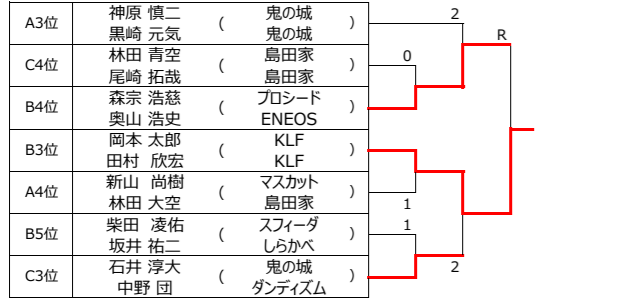 A3位 神原 慎二 ( 鬼の城 ) 2
黒崎 元気 鬼の城
R
C4位 林田 青空 ( 島田家 ) 0
尾崎 拓哉 島田家
B4位 森宗 浩慈 ( プロシード )
奥山 浩史 ENEOS
B3位 岡本 太郎 ( KLF )
田村 欣宏 KLF
A4位 新山 尚樹 ( マスカット )
林田 大空 島田家 1
B5位 柴田 凌佑 ( スフィーダ ) 1
坂井 祐二 しらかべ
C3位 石井 淳大 ( 鬼の城 ) 2
中野 団 ダンディズム